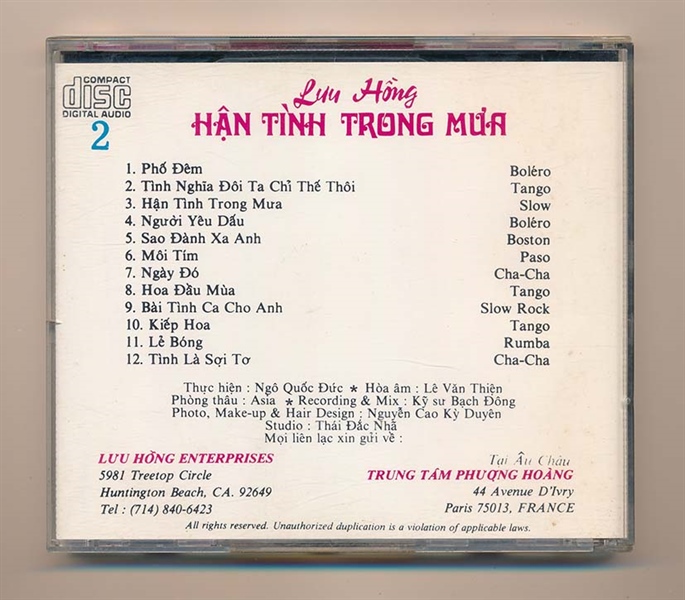 COMPACT
disc
DIGITAL AUDIO
2
Lưu Hồng
HẬN TÌNH TRONG MƯA
1. Phố Đêm Boléro
2. Tình Nghĩa Đôi Ta Chỉ Thế Thôi Tango
3. Hận Tình Trong Mưa Slow
4. Người Yêu Dấu Boléro
5. Sao Đành Xa Anh Boston
6. Môi Tím Paso
7. Ngày Đó Cha-Cha
8. Hoa Đầu Mùa Tango
9. Bài Tình Ca Cho Anh Slow Rock
10. Kiếp Hoa Tango
11. Lẻ Bóng Rumba
12. Tình Là Sợi Tơ Cha-Cha
Thực hiện : Ngô Quốc Đức * Hòa âm : Lê Văn Thiện
Phòng thâu : Asia * Recording & Mix : Kỹ sư Bạch Đông
Photo, Make-up & Hair Design : Nguyễn Cao Kỳ Duyên
Studio : Thái Đắc Nhã
Mọi liên lạc xin gửi về :
LƯU HỒNG ENTERPRISES
5981 Treetop Circle
Huntington Beach, CA. 92649
Tel : (714) 840-6423
Tại Âu Châu
TRUNG TÂM PHƯỢNG HOÀNG
44 Avenue D'Ivry
Paris 75013, FRANCE
All rights reserved. Unauthorized duplication is a violation of applicable laws.